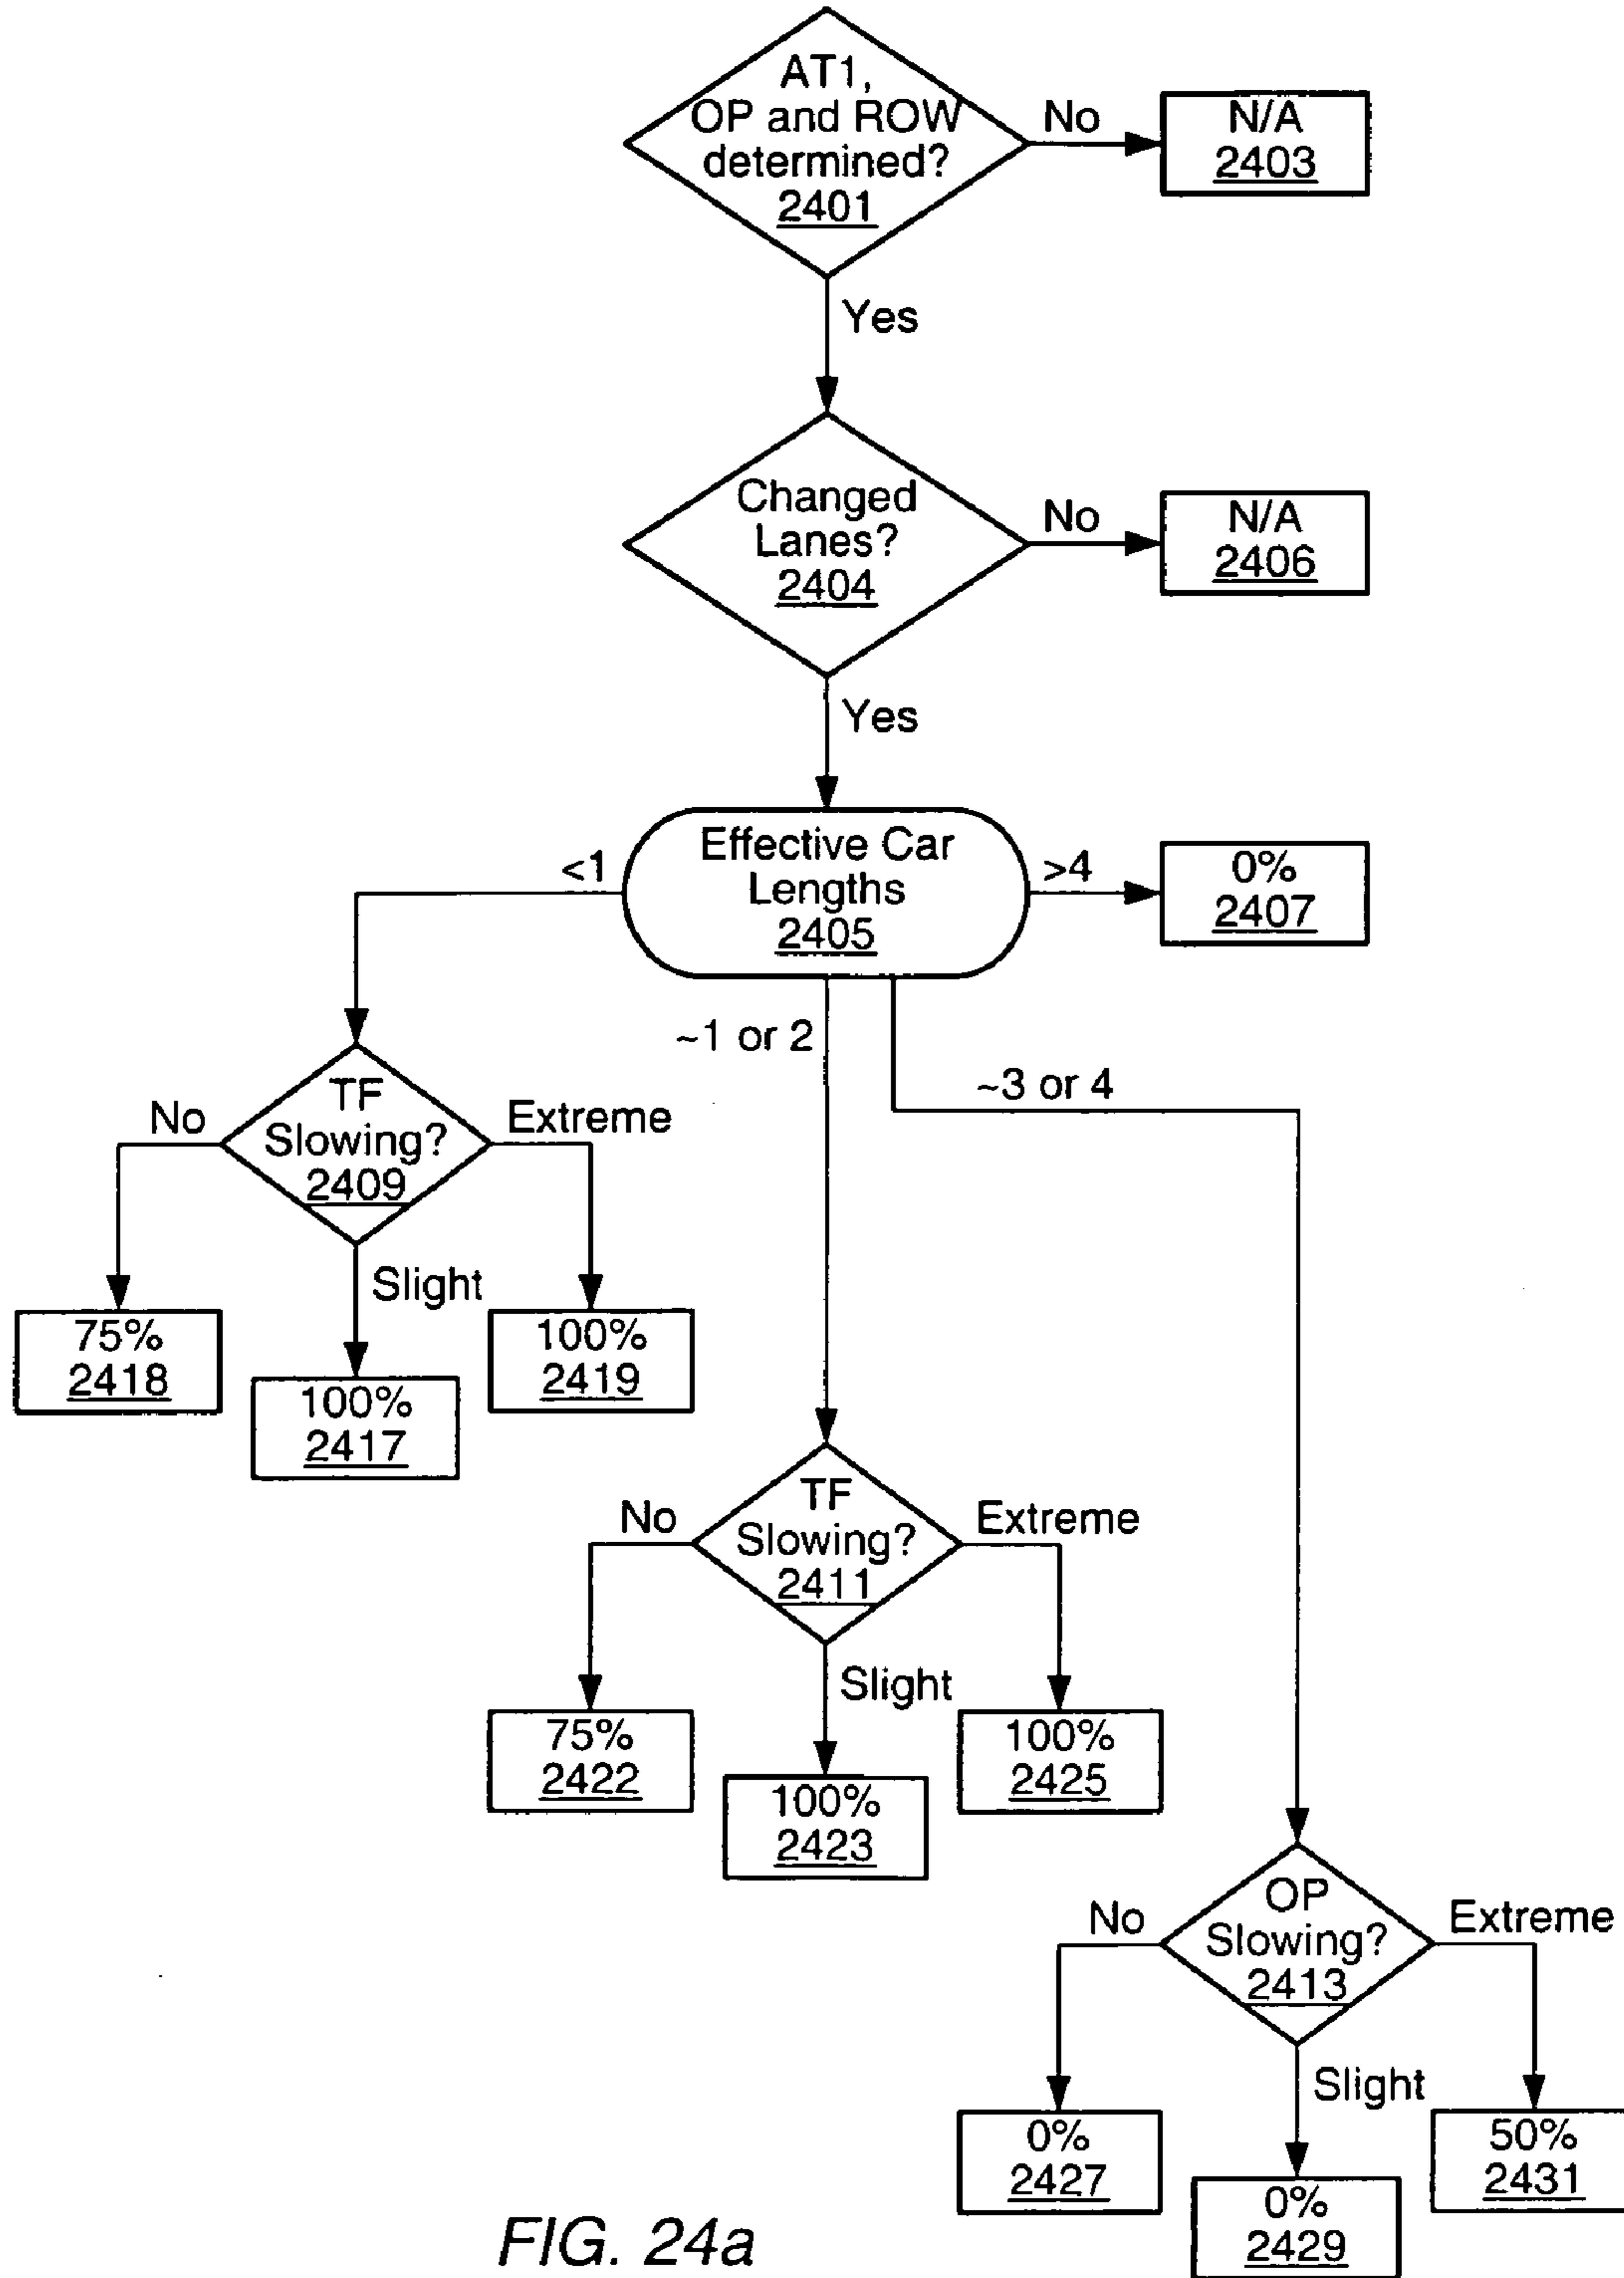 AT1,
OP and ROW
determined?
2401
No
N/A
2403
Yes
Changed
Lanes?
2404
No
N/A
2406
Yes
Effective Car
Lengths
2405
<1
>4
0%
2407
~1 or 2
~3 or 4
TF
Slowing?
2409
No
Extreme
Slight
75%
2418
100%
2417
100%
2419
TF
Slowing?
2411
No
Extreme
Slight
75%
2422
100%
2423
100%
2425
OP
Slowing?
2413
No
Extreme
Slight
0%
2427
0%
2429
50%
2431
FIG. 24a